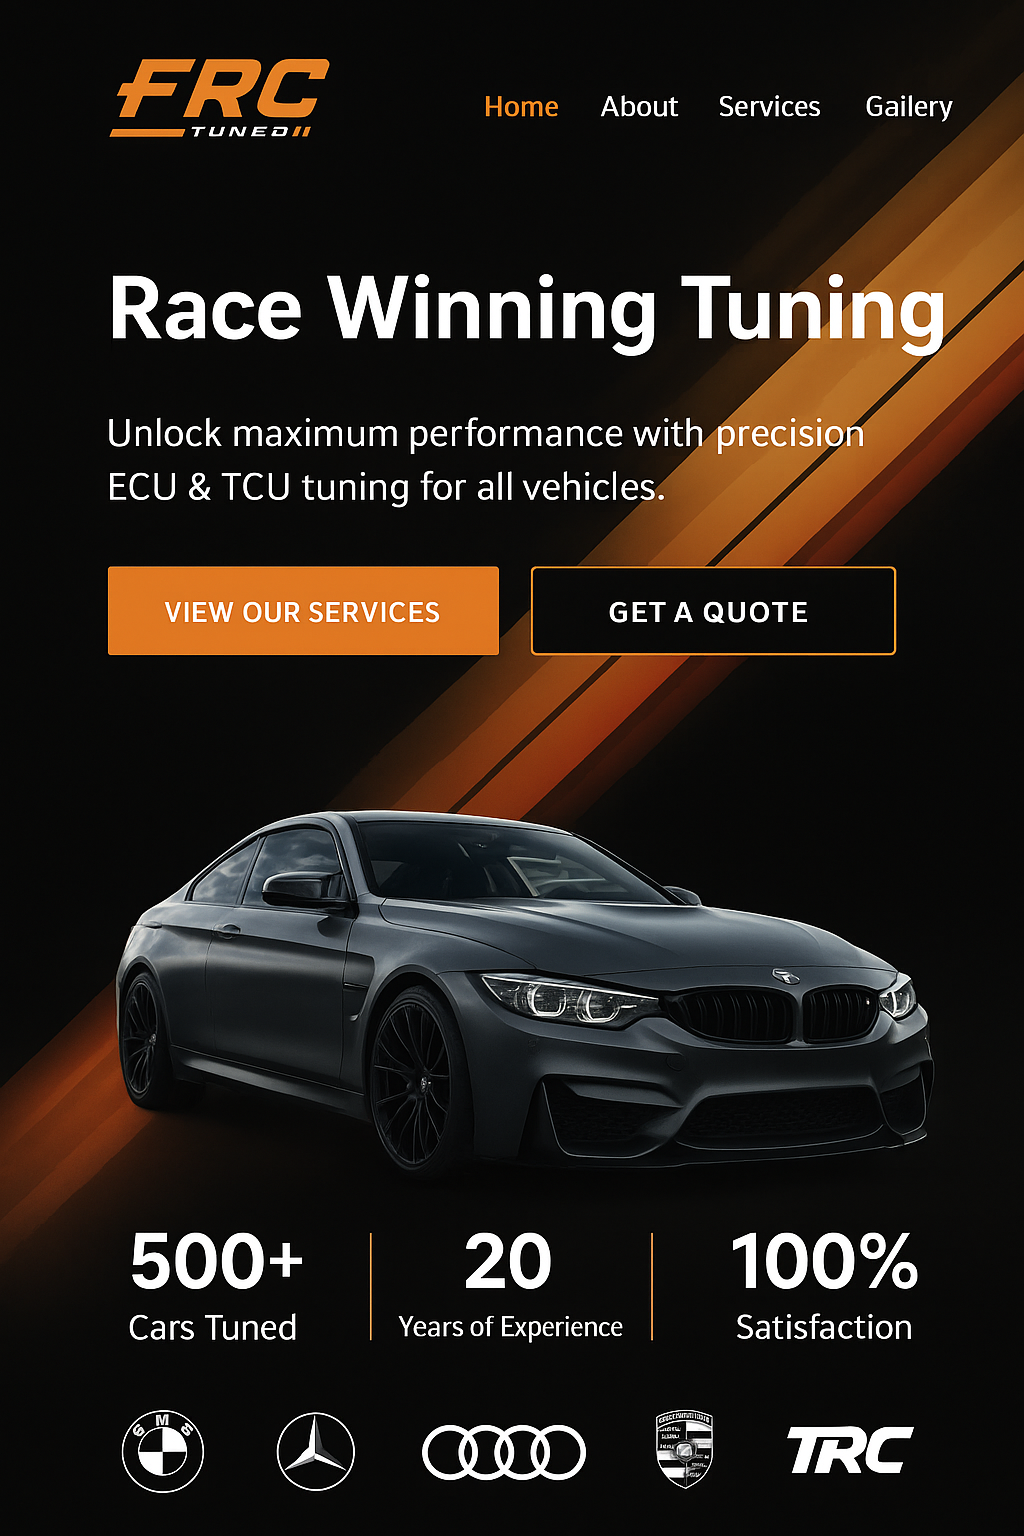 FRC
TUNED
Home About Services Gailery
Race Winning Tuning
Unlock maximum performance with precision
ECU & TCU tuning for all vehicles.
VIEW OUR SERVICES GET A QUOTE
500+ 20 100%
Cars Tuned Years of Experience Satisfaction
TRC